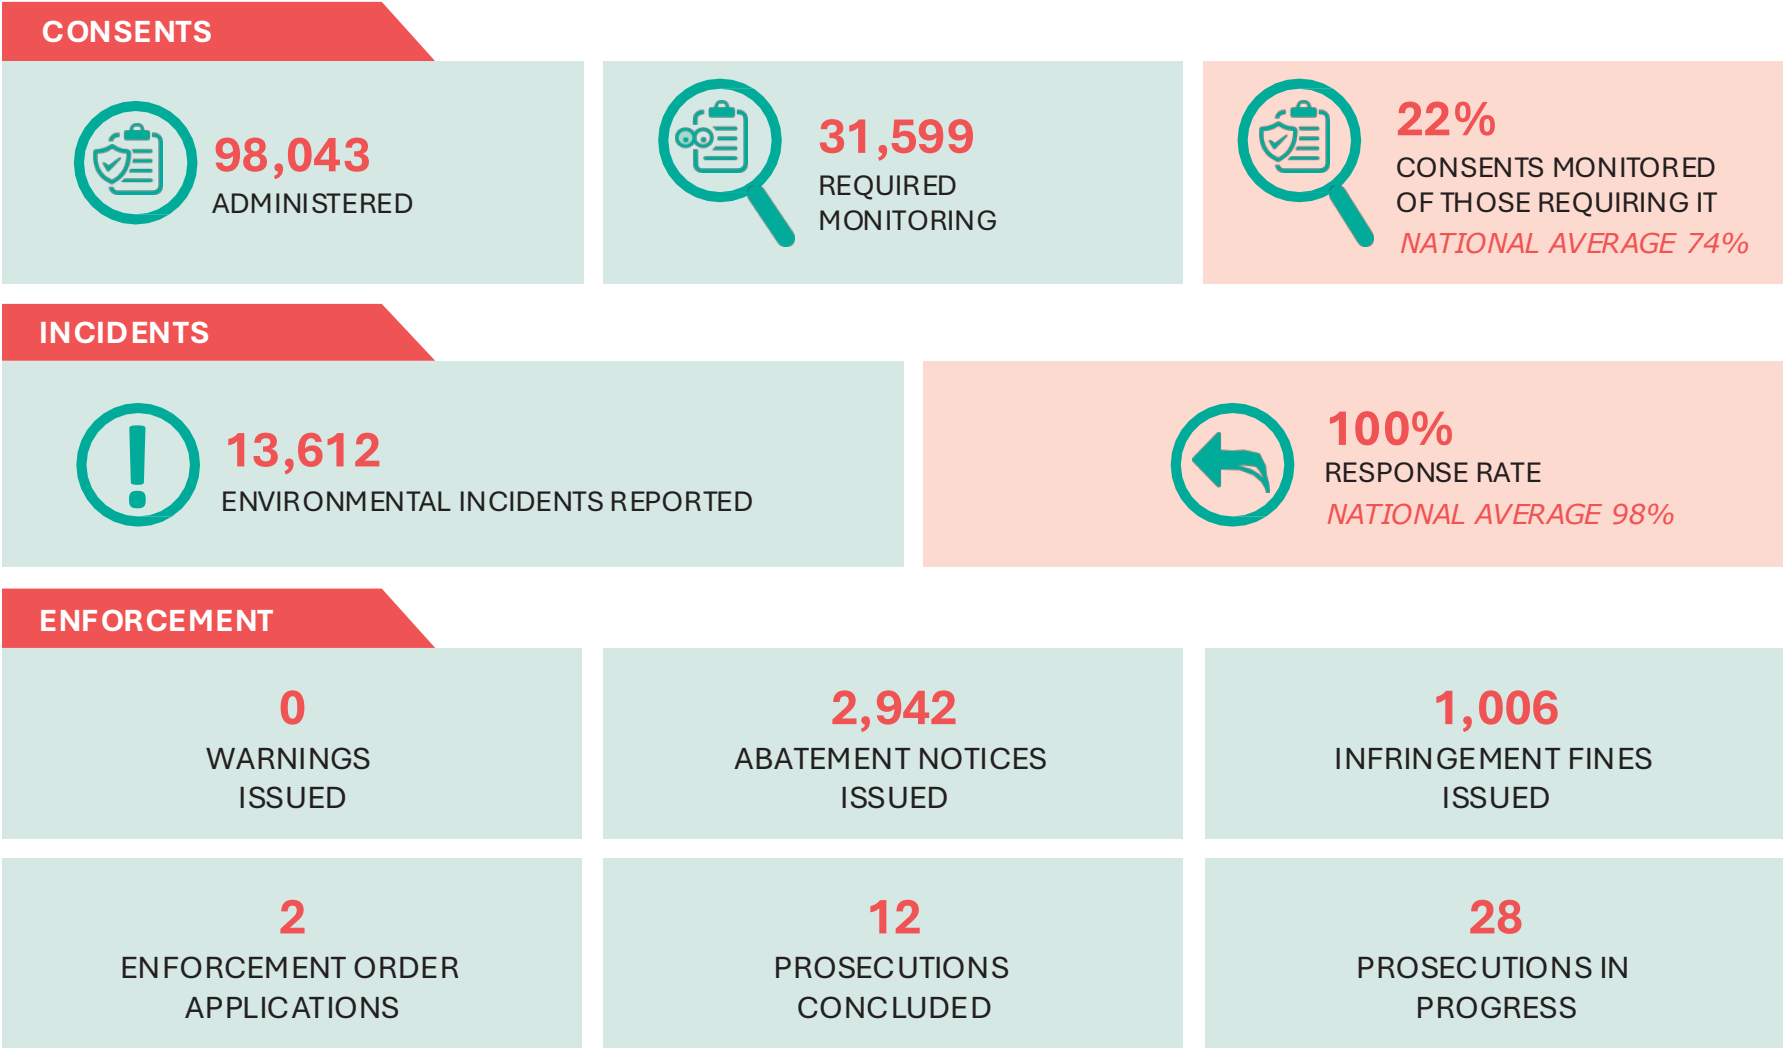 CONSENTS
98,043
ADMINISTERED
31,599
REQUIRED
MONITORING
22%
CONSENTS MONITORED
OF THOSE REQUIRING IT
NATIONAL AVERAGE 74%
INCIDENTS
13,612
ENVIRONMENTAL INCIDENTS REPORTED
100%
RESPONSE RATE
NATIONAL AVERAGE 98%
ENFORCEMENT
0
WARNINGS
ISSUED
2,942
ABATEMENT NOTICES
ISSUED
1,006
INFRINGEMENT FINES
ISSUED
2
ENFORCEMENT ORDER
APPLICATIONS
12
PROSECUTIONS
CONCLUDED
28
PROSECUTIONS IN
PROGRESS